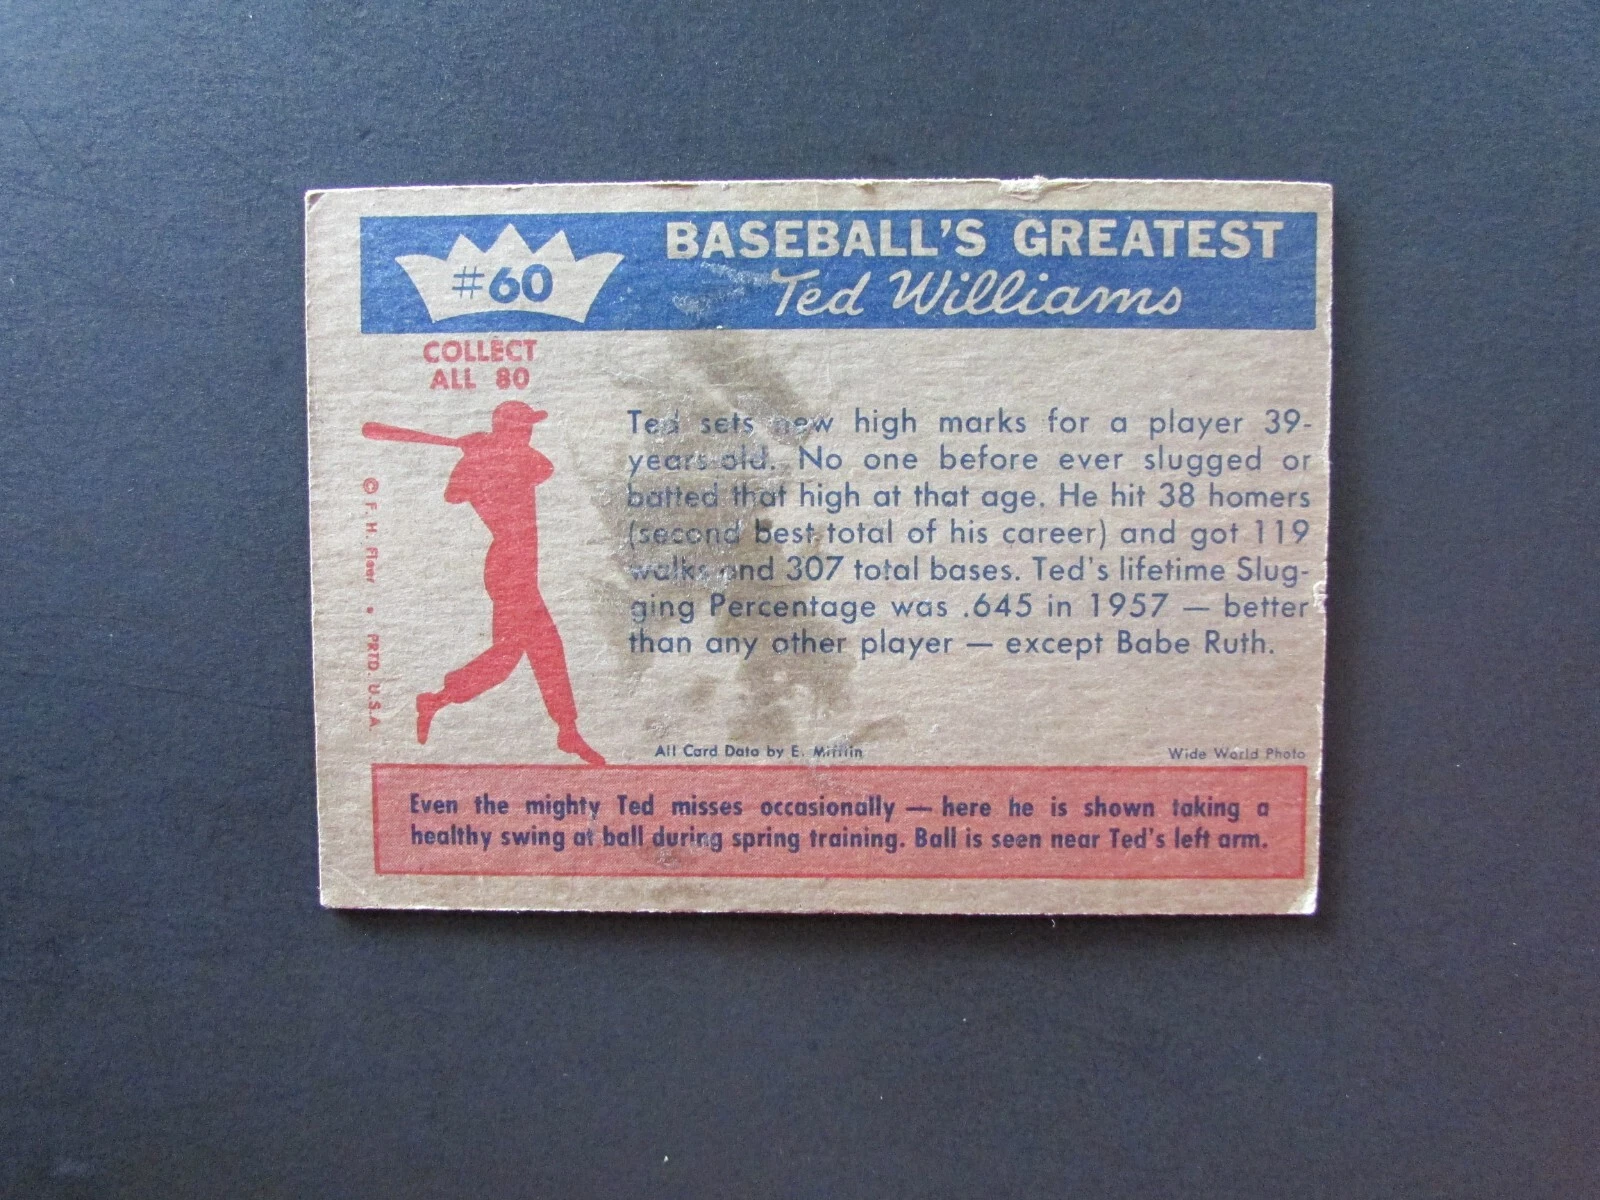 #60
BASEBALL'S GREATEST
Ted Williams
COLLECT
ALL 80
© F. H. Fleer • PRTD. U.S.A.
Ted sets new high marks for a player 39-
years-old. No one before ever slugged or
batted that high at that age. He hit 38 homers
(second best total of his career) and got 119
walks and 307 total bases. Ted's lifetime Slug-
ging Percentage was .645 in 1957 — better
than any other player — except Babe Ruth.
All Card Data by E. Mifflin
Wide World Photo
Even the mighty Ted misses occasionally — here he is shown taking a
healthy swing at ball during spring training. Ball is seen near Ted's left arm.